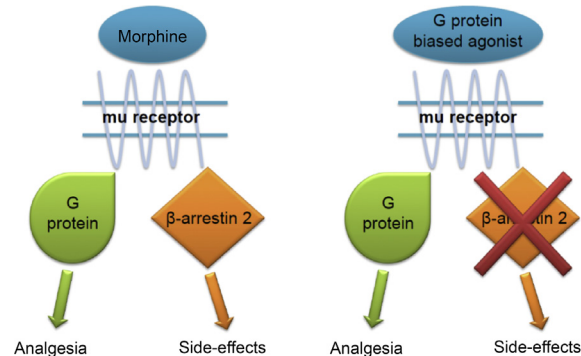 Morphine
mu receptor
G
protein
β-arrestin 2
Analgesia
Side-effects
G protein
biased agonist
mu receptor
G
protein
β-arrestin 2
Analgesia
Side-effects